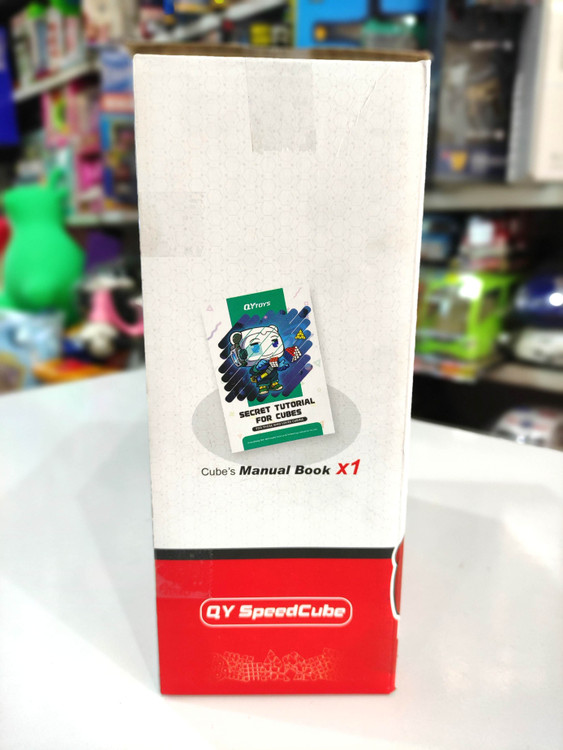 QYTOYS
SECRET TUTORIAL
FOR CUBES
Cube's Manual Book X1
QY SpeedCube